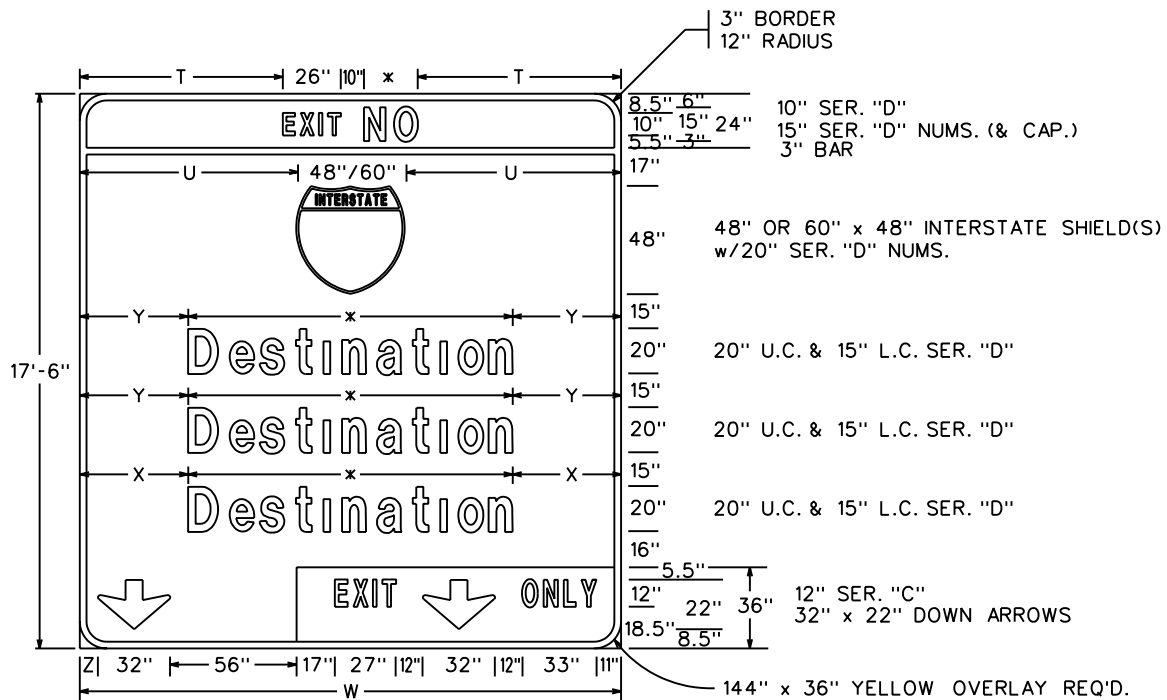 3" BORDER
12" RADIUS
T 26" 10" * T
8.5" 6"
10" 15" 24"
5.5" 3"
10" SER. "D"
15" SER. "D" NUMS. (& CAP.)
3" BAR
EXIT NO
17"
U 48"/60" U
INTERSTATE
48"
48" OR 60" x 48" INTERSTATE SHIELD(S)
w/20" SER. "D" NUMS.
15"
Y * Y
Destination
20" 20" U.C. & 15" L.C. SER. "D"
17'-6"
15"
Y * Y
Destination
20" 20" U.C. & 15" L.C. SER. "D"
15"
X * X
Destination
20" 20" U.C. & 15" L.C. SER. "D"
16"
5.5"
EXIT ONLY
12" 22" 36"
18.5" 8.5"
12" SER. "C"
32" x 22" DOWN ARROWS
Z 32" 56" 17" 27" 12" 32" 12" 33" 11"
W
144" x 36" YELLOW OVERLAY REQ'D.